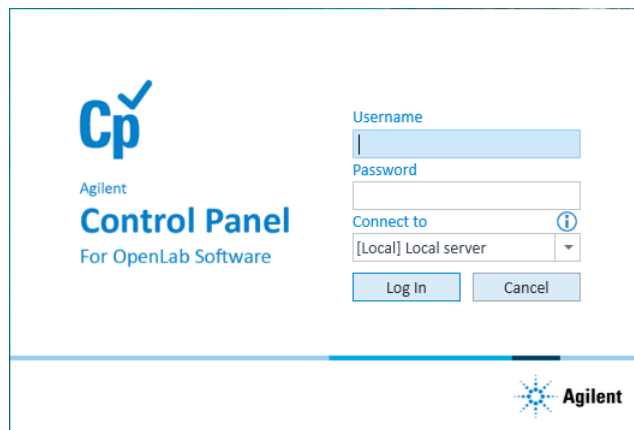 Cp
Agilent
Control Panel
For OpenLab Software
Username
Password
Connect to
[Local] Local server
Log In Cancel
Agilent